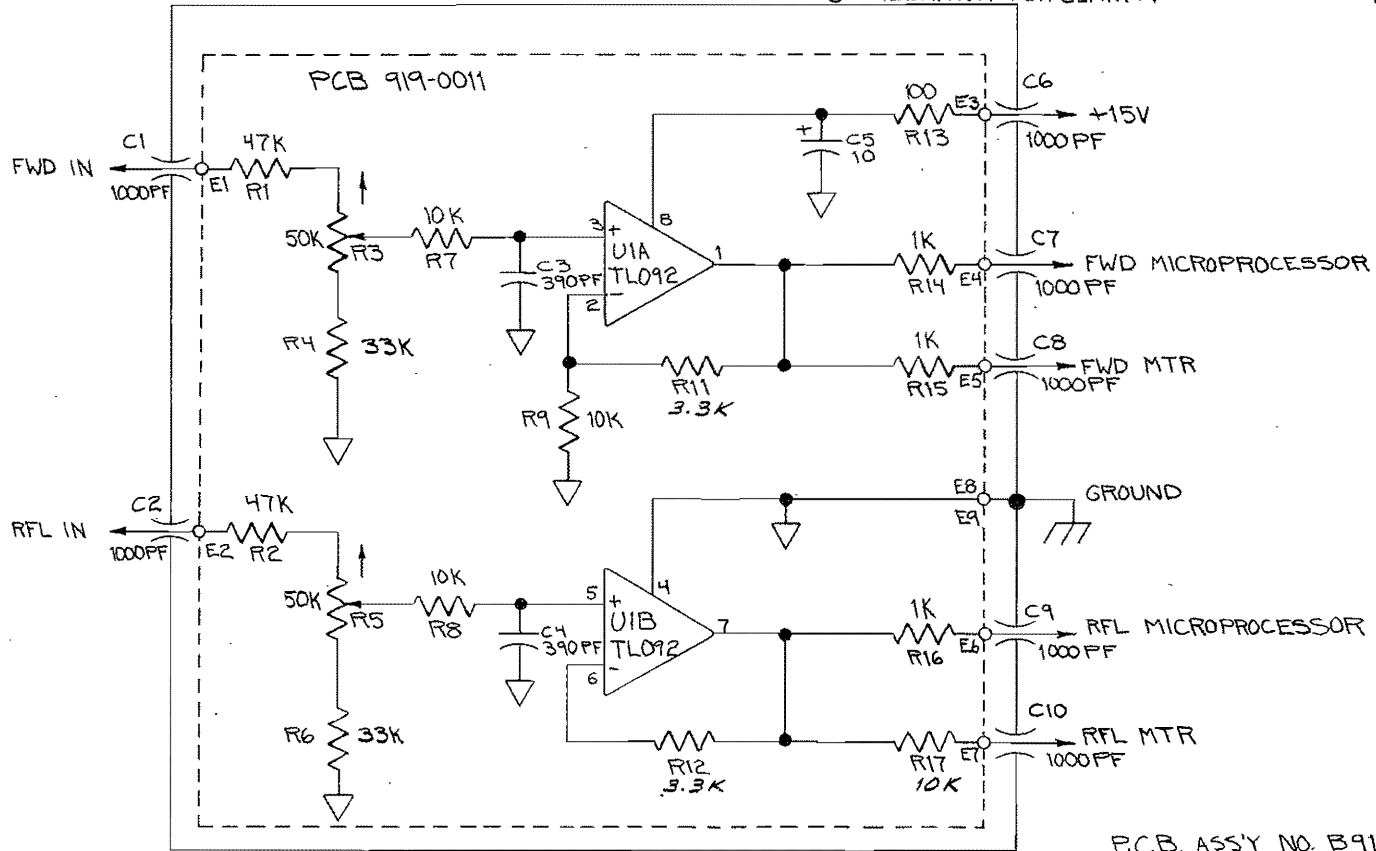 PCB 919-0011
100
C6
E3
+15V
R13
1000PF
C5
10
+
C1
47K
FWD IN
1000PF
E1
R1
50K
R3
10K
R7
C3
390PF
3
+
8
U1A
TL092
1
2
-
1K
C7
R14
E4
FWD MICROPROCESSOR
1000PF
R4
33K
1K
C8
R11
3.3K
R15
E5
FWD MTR
1000PF
R9
10K
C2
47K
RFL IN
1000PF
E2
R2
E8
E9
GROUND
50K
R5
10K
R8
C4
390PF
5
+
4
U1B
TL092
7
6
-
1K
C9
R16
E6
RFL MICROPROCESSOR
1000PF
R6
33K
C10
R12
3.3K
R17
10K
E7
RFL MTR
1000PF
P.C.B. ASS'Y NO. B91